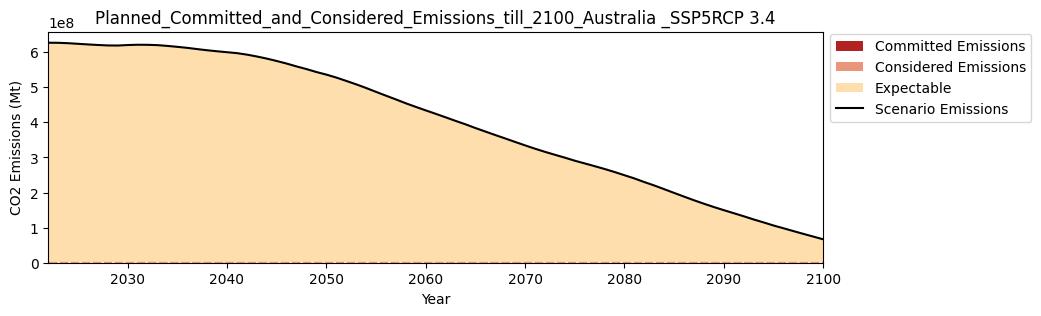 Planned_Committed_and_Considered_Emissions_till_2100_Australia _SSP5RCP 3.4
1e8
6
5
4
3
2
1
0
CO2 Emissions (Mt)
2030 2040 2050 2060 2070 2080 2090 2100
Year
Committed Emissions
Considered Emissions
Expectable
Scenario Emissions